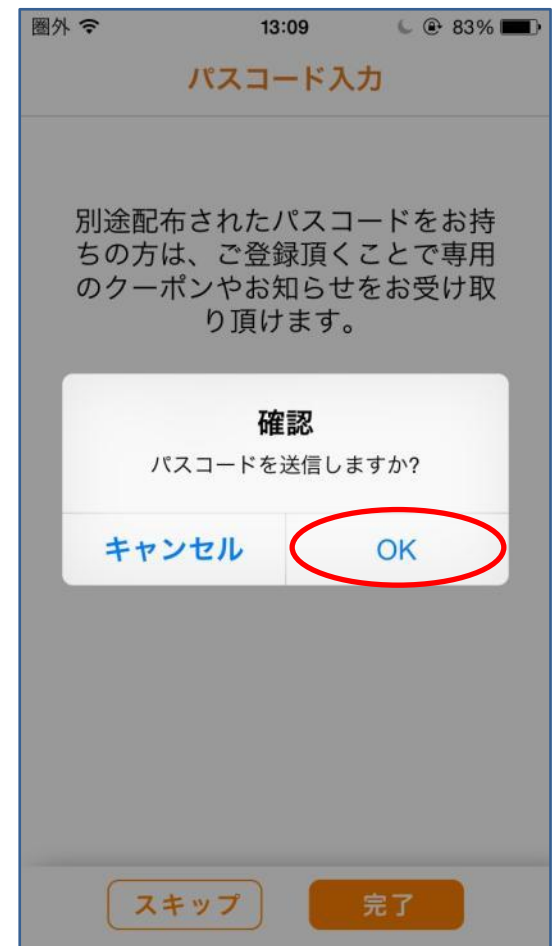 圏外 13:09 83%
パスコード入力
別途配布されたパスコードをお持
ちの方は、ご登録頂くことで専用
のクーポンやお知らせをお受け取
り頂けます。
確認
パスコードを送信しますか?
キャンセル OK
スキップ 完了